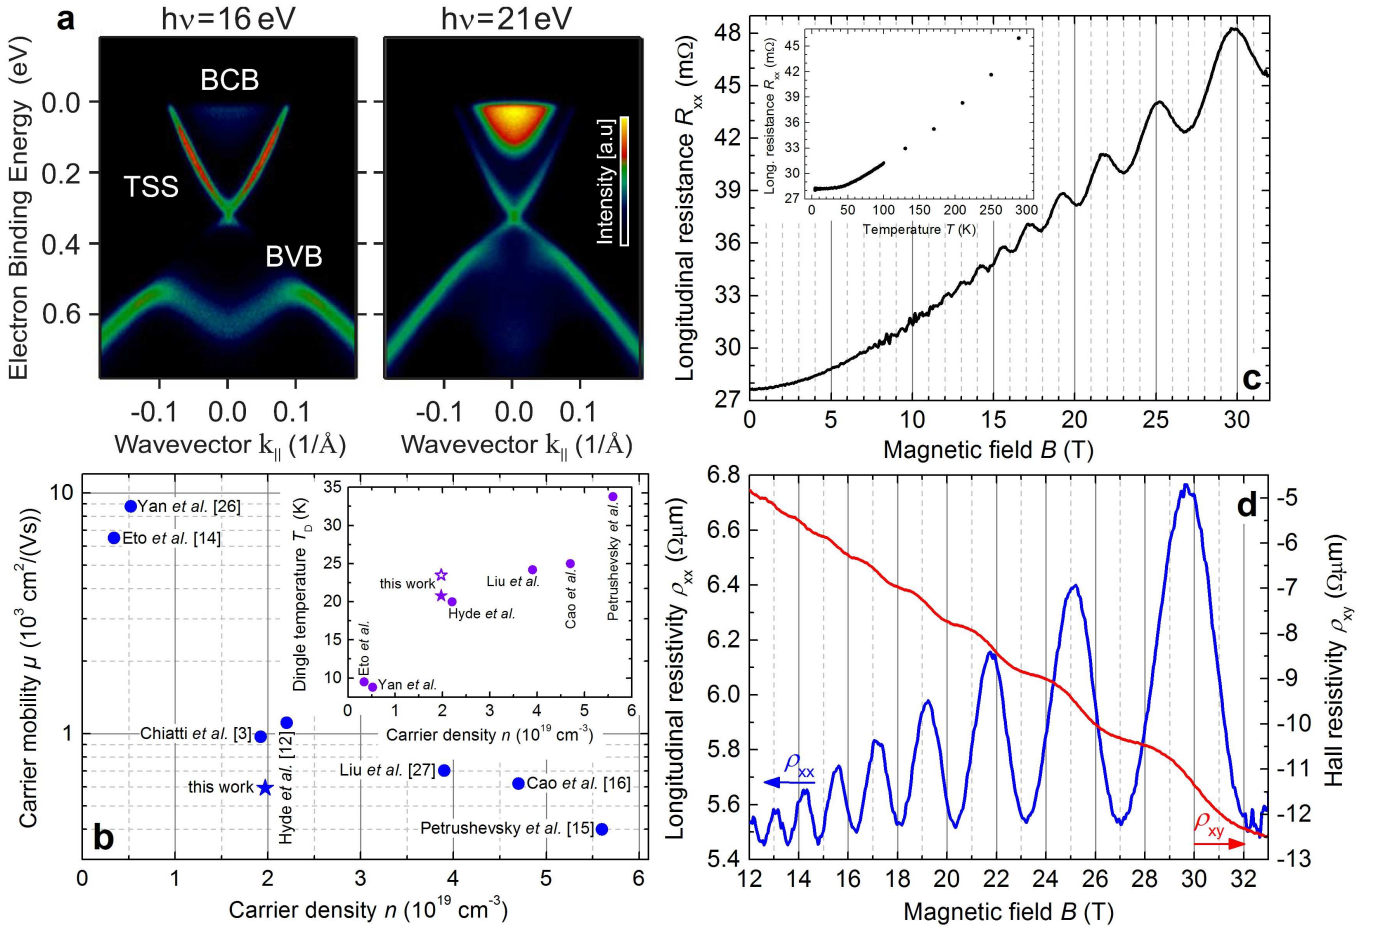 a
hν=16 eV
hν=21eV
Electron Binding Energy (eV)
0.0
0.2
0.4
0.6
BCB
TSS
BVB
Intensity [a.u]
-0.1
0.0
0.1
-0.1
0.0
0.1
Wavevector k|| (1/Å)
Wavevector k|| (1/Å)
Longitudinal resistance Rxx (mΩ)
48
45
42
39
36
33
30
27
Long. resistance Rxx (mΩ)
45
42
39
36
33
30
27
0 50 100 150 200 250 300
Temperature T (K)
c
0 5 10 15 20 25 30
Magnetic field B (T)
Carrier mobility μ (10³ cm²/(Vs))
10
1
Yan et al. [26]
Eto et al. [14]
Chiatti et al. [3]
Hyde et al. [12]
this work
Liu et al. [27]
Cao et al. [16]
Petrushevsky et al. [15]
b
0 1 2 3 4 5 6
Carrier density n (10¹⁹ cm⁻³)
Dingle temperature TD (K)
35
30
25
20
15
10
this work
Hyde et al.
Liu et al.
Cao et al.
Petrushevsky et al.
Eto et al.
Yan et al.
0 1 2 3 4 5 6
Carrier density n (10¹⁹ cm⁻³)
Longitudinal resistivity ρxx (Ωμm)
6.8
6.6
6.4
6.2
6.0
5.8
5.6
5.4
d
ρxx
ρxy
-5
-6
-7
-8
-9
-10
-11
-12
-13
Hall resistivity ρxy (Ωμm)
12 14 16 18 20 22 24 26 28 30 32
Magnetic field B (T)